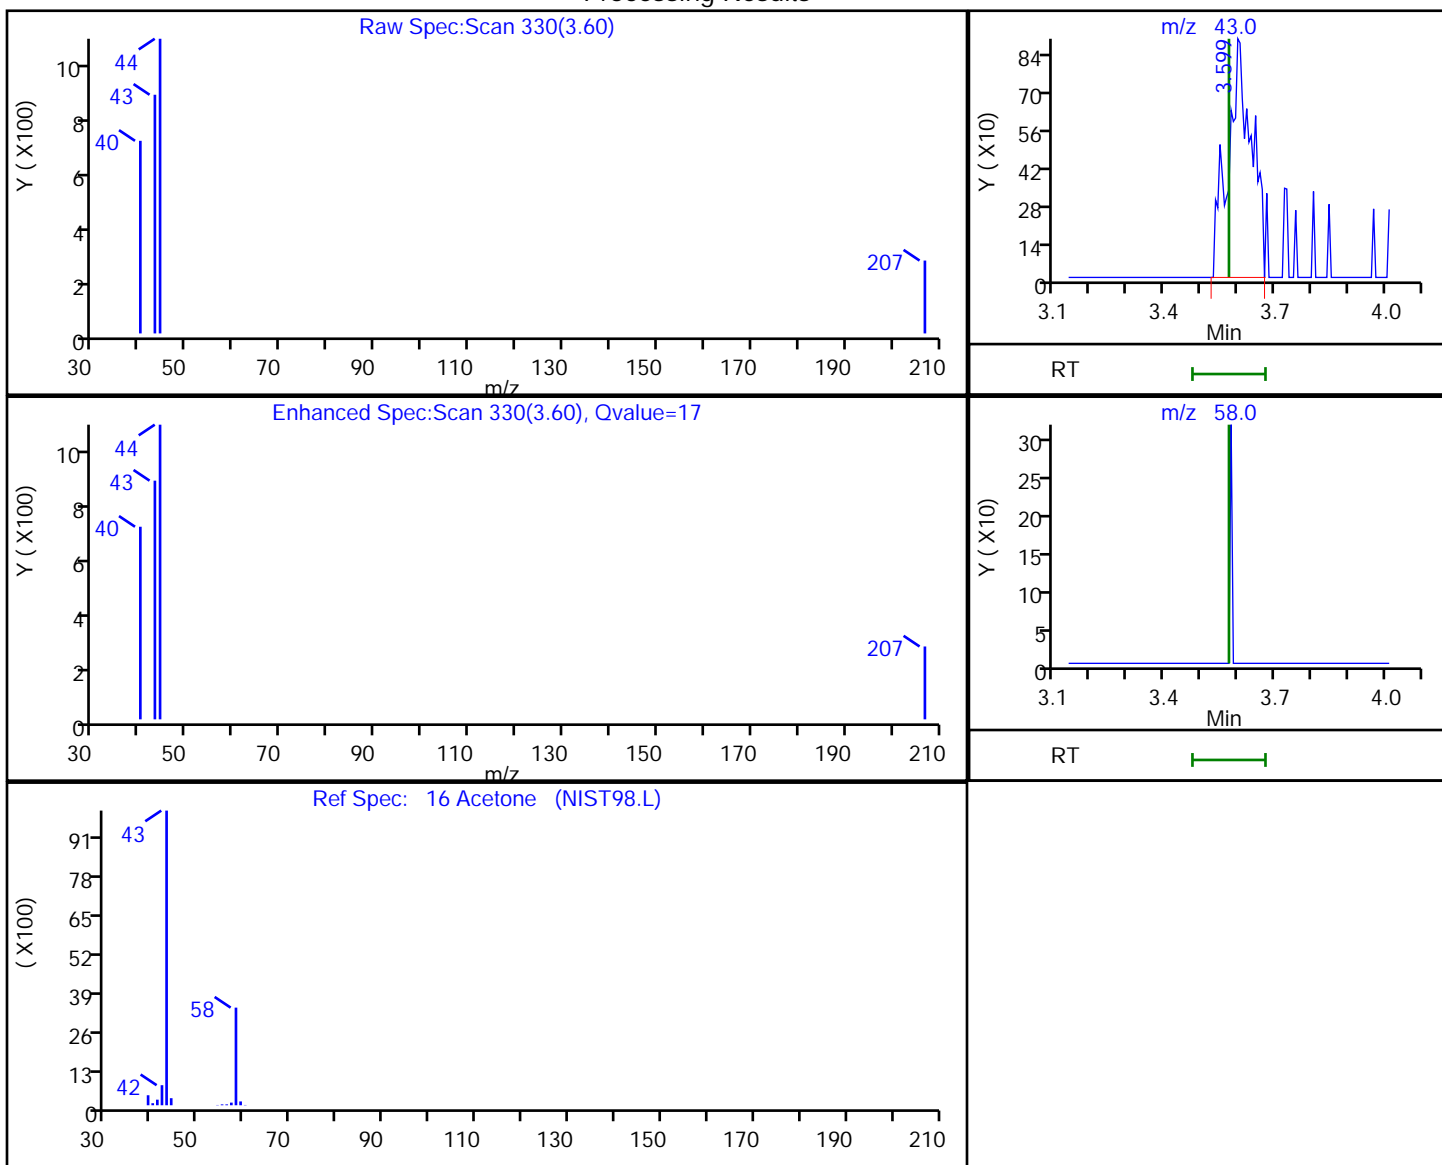 Processing Results
Raw Spec:Scan 330(3.60)
Y ( X100)
10
8
6
4
2
0
44
43
40
207
30 50 70 90 110 130 150 170 190 210
m/z
m/z 43.0
Y ( X10)
84
70
56
42
28
14
0
3.599
3.1 3.4 3.7 4.0
Min
RT
Enhanced Spec:Scan 330(3.60), Qvalue=17
Y ( X100)
10
8
6
4
2
0
44
43
40
207
30 50 70 90 110 130 150 170 190 210
m/z
m/z 58.0
Y ( X10)
30
25
20
15
10
5
0
3.1 3.4 3.7 4.0
Min
RT
Ref Spec: 16 Acetone (NIST98.L)
( X100)
91
78
65
52
39
26
13
0
43
58
42
30 50 70 90 110 130 150 170 190 210